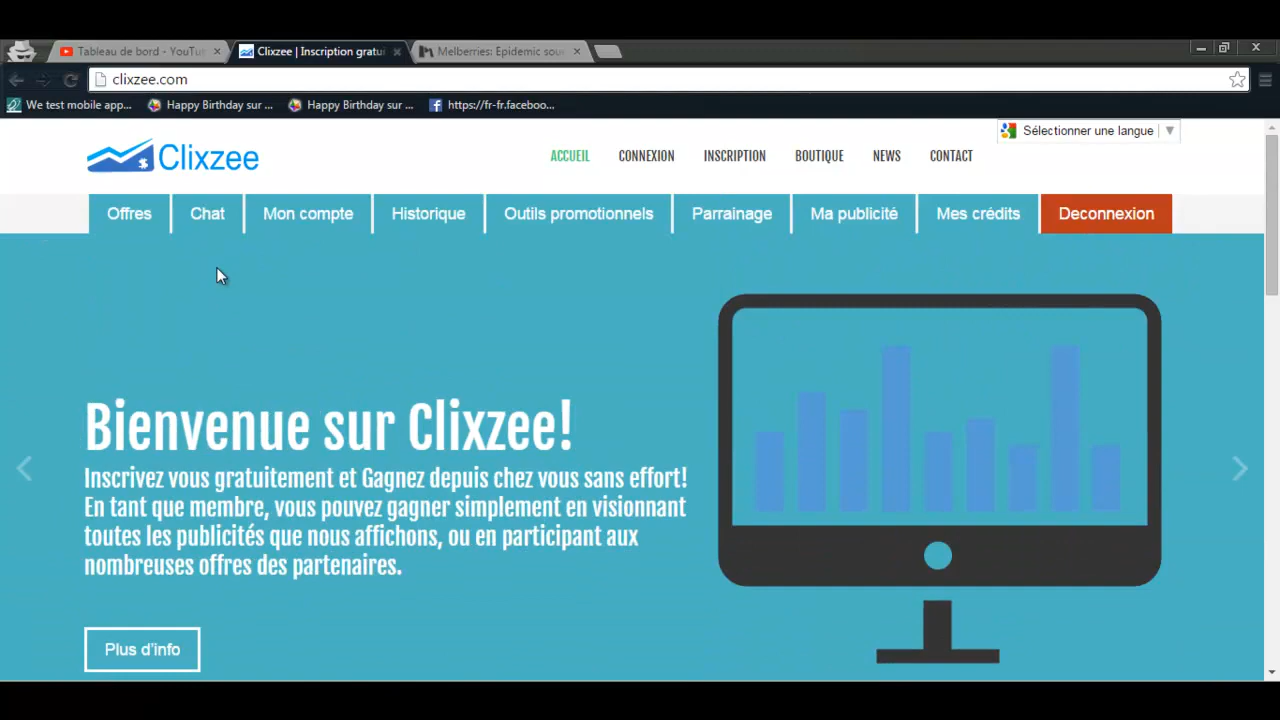 Tableau de bord - YouTu
Clixzee | Inscription gratui
Melberries: Epidemic sou
clixzee.com
We test mobile app...
Happy Birthday sur ...
Happy Birthday sur ...
https://fr-fr.faceboo...
Sélectionner une langue
Clixzee
ACCUEIL
CONNEXION
INSCRIPTION
BOUTIQUE
NEWS
CONTACT
Offres
Chat
Mon compte
Historique
Outils promotionnels
Parrainage
Ma publicité
Mes crédits
Deconnexion
Bienvenue sur Clixzee!
Inscrivez vous gratuitement et Gagnez depuis chez vous sans effort!
En tant que membre, vous pouvez gagner simplement en visionnant
toutes les publicités que nous affichons, ou en participant aux
nombreuses offres des partenaires.
Plus d'info